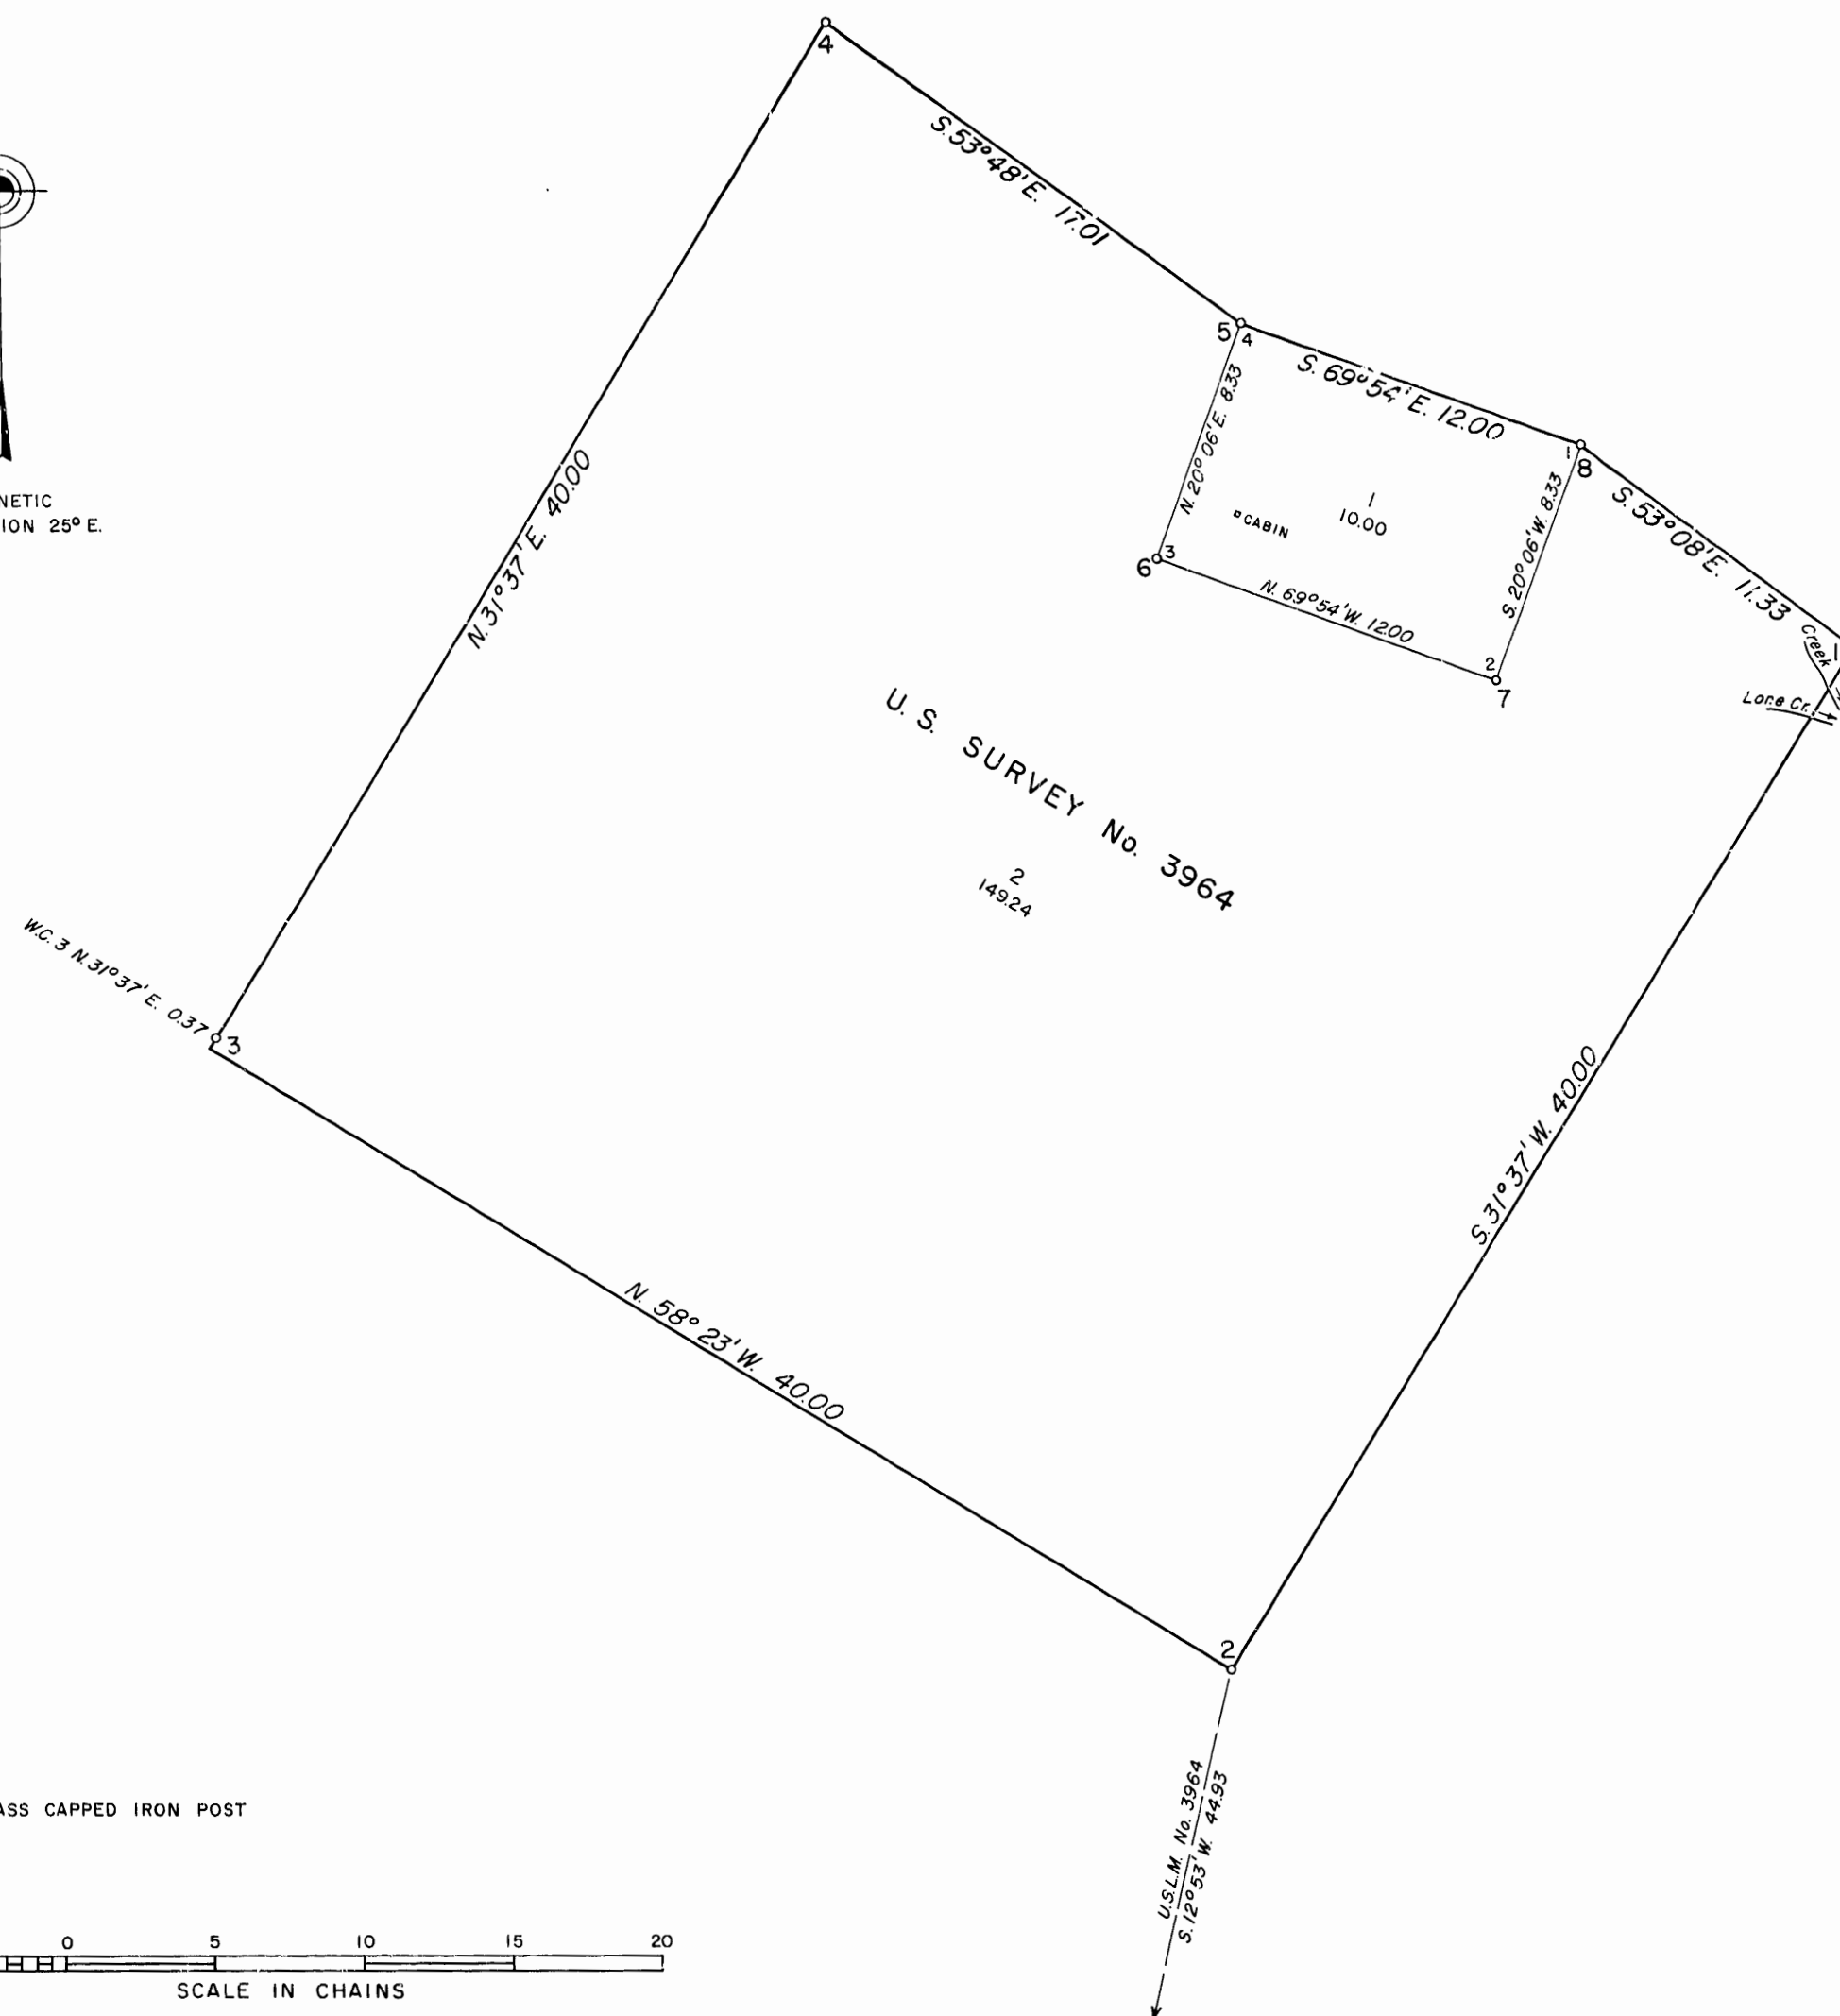 4
S. 53° 48' E. 17.01
5
4
S. 69° 54' E. 12.00
1
8
N. 20° 06' E. 8.33
NETIC
ION 25° E.
1
10.00
CABIN
S. 20° 06' W. 8.33
S. 53° 08' E. 11.33
N. 31° 37' E. 40.00
6
3
N. 69° 54' W. 12.00
Creek
1
2
7
Lone Cr.
U. S. SURVEY No. 3964
2
149.24
W.C. 3 N. 31° 37' E. 0.37
3
S. 31° 37' W. 40.00
N. 58° 23' W. 40.00
2
U.S.L.M. No. 3964
S. 12° 53' W. 44.93
ASS CAPPED IRON POST
0 5 10 15 20
SCALE IN CHAINS